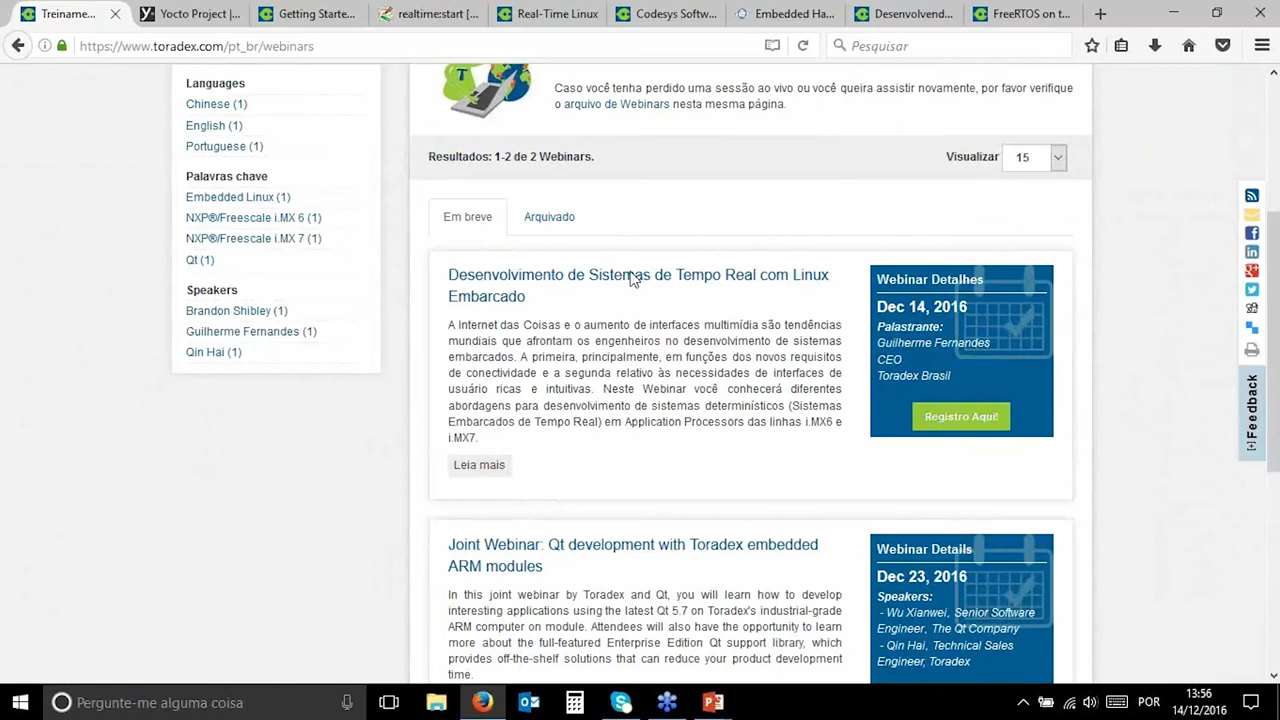 Treiname...
Yocto Project |...
Getting Starte...
realtime:start [...
Real-Time Linux
Codesys Softw...
Embedded Ha...
Desenvolvend...
FreeRTOS on t...
https://www.toradex.com/pt_br/webinars
Pesquisar
Languages
Chinese (1)
English (1)
Portuguese (1)
Palavras chave
Embedded Linux (1)
NXP®/Freescale i.MX 6 (1)
NXP®/Freescale i.MX 7 (1)
Qt (1)
Speakers
Brandon Shibley (1)
Guilherme Fernandes (1)
Qin Hai (1)
Caso você tenha perdido uma sessão ao vivo ou você queira assistir novamente, por favor verifique
o arquivo de Webinars nesta mesma página.
Resultados: 1-2 de 2 Webinars.
Visualizar 15
Em breve
Arquivado
Desenvolvimento de Sistemas de Tempo Real com Linux
Embarcado
A Internet das Coisas e o aumento de interfaces multimídia são tendências
mundiais que afrontam os engenheiros no desenvolvimento de sistemas
embarcados. A primeira, principalmente, em funções dos novos requisitos
de conectividade e a segunda relativo às necessidades de interfaces de
usuário ricas e intuitivas. Neste Webinar você conhecerá diferentes
abordagens para desenvolvimento de sistemas determinísticos (Sistemas
Embarcados de Tempo Real) em Application Processors das linhas i.MX6 e
i.MX7.
Leia mais
Webinar Detalhes
Dec 14, 2016
Palastrante:
Guilherme Fernandes
CEO
Toradex Brasil
Registro Aqui!
Joint Webinar: Qt development with Toradex embedded
ARM modules
In this joint webinar by Toradex and Qt, you will learn how to develop
interesting applications using the latest Qt 5.7 on Toradex's industrial-grade
ARM computer on module. Attendees will also have the opportunity to learn
more about the full-featured Enterprise Edition Qt support library, which
provides off-the-shelf solutions that can reduce your product development
time.
Webinar Details
Dec 23, 2016
Speakers:
- Wu Xianwei, Senior Software
Engineer, The Qt Company
- Qin Hai, Technical Sales
Engineer, Toradex
[+] Feedback
Pergunte-me alguma coisa
POR
13:56
14/12/2016